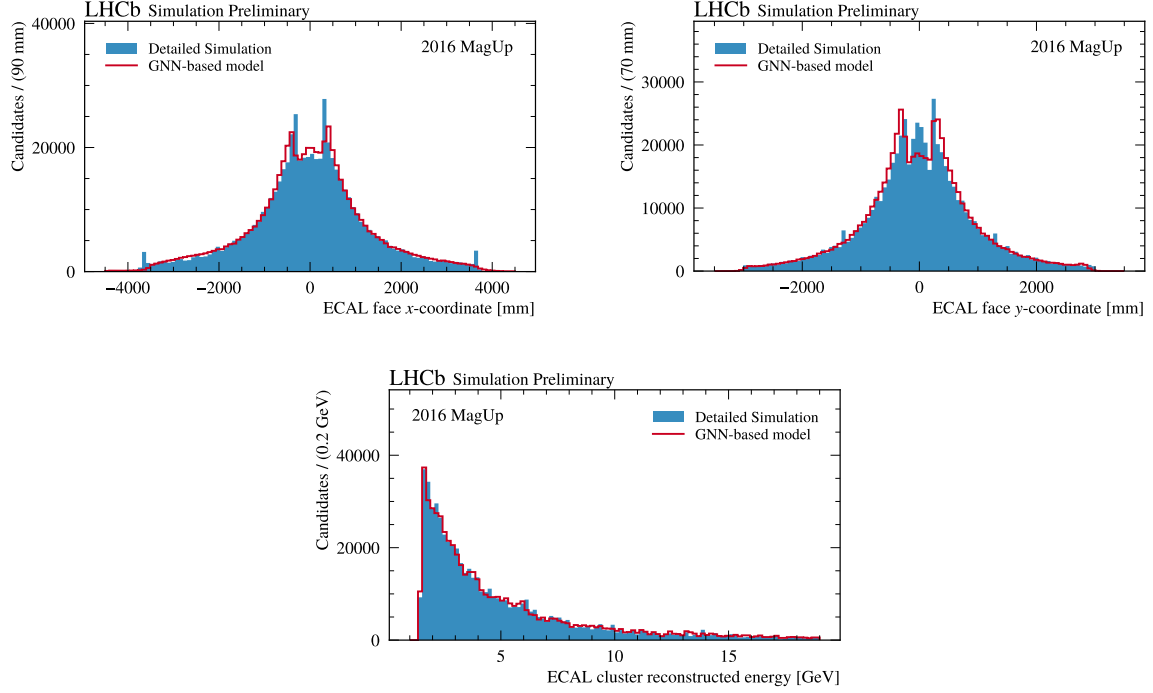 LHCb Simulation Preliminary
40000
30000
20000
10000
0
Candidates / (90 mm)
Detailed Simulation
GNN-based model
2016 MagUp
−4000 −2000 0 2000 4000
ECAL face x-coordinate [mm]
LHCb Simulation Preliminary
30000
20000
10000
0
Candidates / (70 mm)
Detailed Simulation
GNN-based model
2016 MagUp
−2000 0 2000
ECAL face y-coordinate [mm]
LHCb Simulation Preliminary
2016 MagUp
Detailed Simulation
GNN-based model
40000
20000
0
Candidates / (0.2 GeV)
5 10 15
ECAL cluster reconstructed energy [GeV]